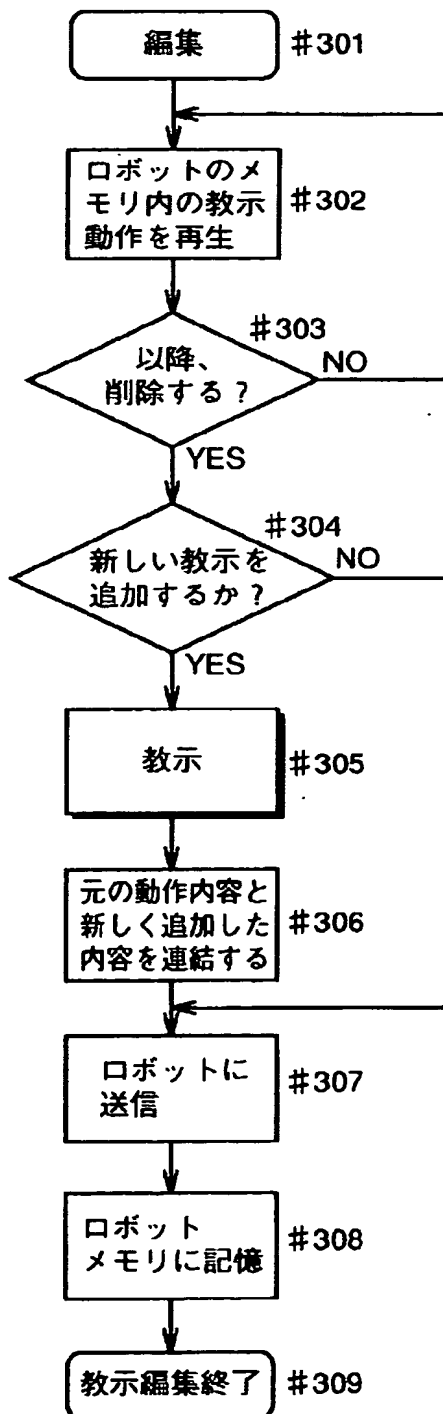 編集
#301
ロボットのメ
モリ内の教示
動作を再生
#302
#303
以降、
削除する?
NO
YES
#304
新しい教示を
追加するか?
NO
YES
教示
#305
元の動作内容と
新しく追加した
内容を連結する
#306
ロボットに
送信
#307
ロボット
メモリに記憶
#308
教示編集終了
#309